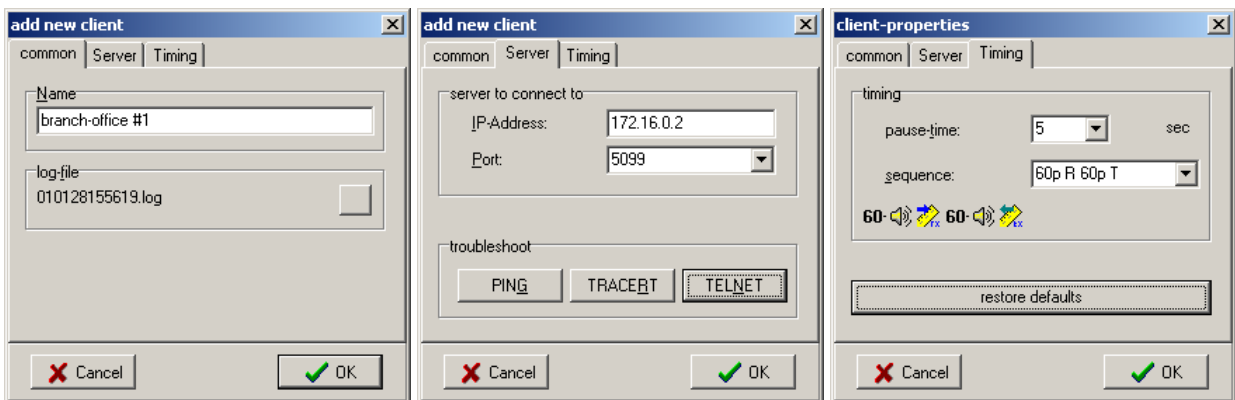 add new client
common Server Timing
Name
branch-office #1
log-file
010128155619.log
Cancel OK
add new client
common Server Timing
server to connect to
IP-Address: 172.16.0.2
Port: 5099
troubleshoot
PING TRACERT TELNET
Cancel OK
client-properties
common Server Timing
timing
pause-time: 5 sec
sequence: 60p R 60p T
60- rx 60- tx
restore defaults
Cancel OK